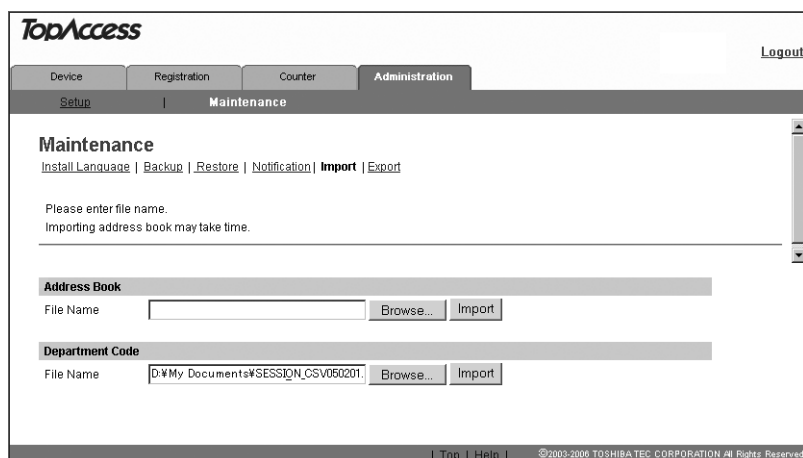 TopAccess
Logout
Device Registration Counter Administration
Setup | Maintenance
Maintenance
Install Language | Backup | Restore | Notification | Import | Export
Please enter file name.
Importing address book may take time.
Address Book
File Name Browse... Import
Department Code
File Name D:¥My Documents¥SESSION_CSV050201. Browse... Import
| Top | Help | ©2003-2006 TOSHIBA TEC CORPORATION All Rights Reserved